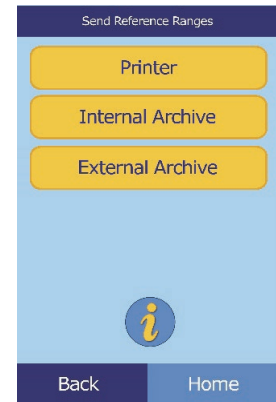 Send Reference Ranges
Printer
Internal Archive
External Archive
i
Back Home